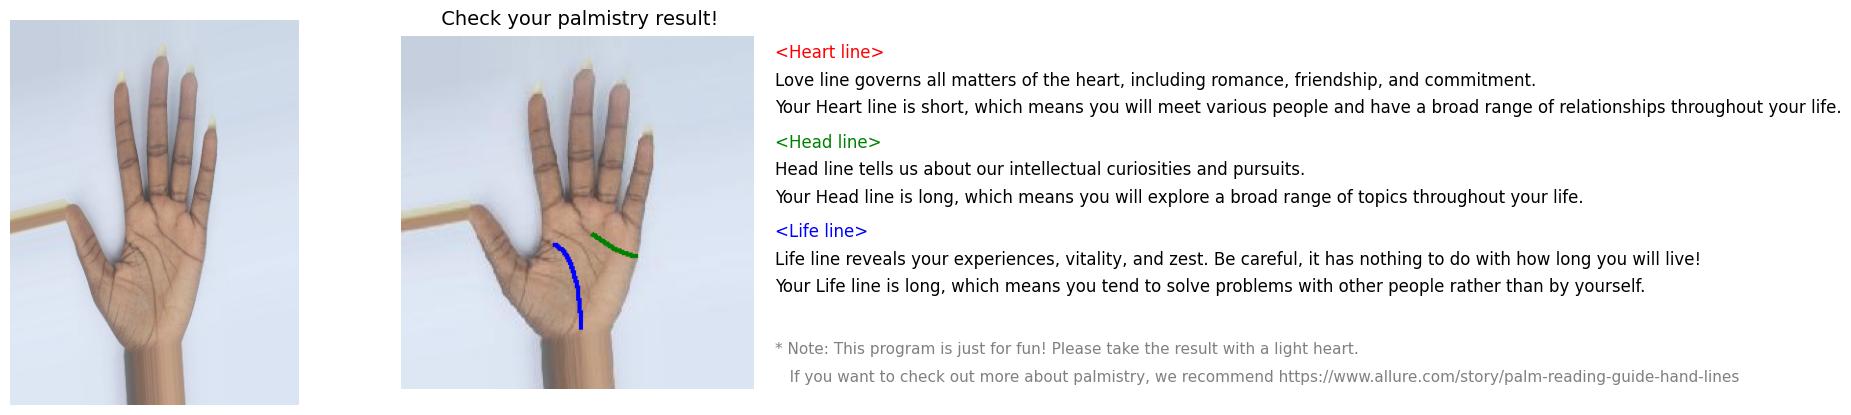 Check your palmistry result!
<Heart line>
Love line governs all matters of the heart, including romance, friendship, and commitment.
Your Heart line is short, which means you will meet various people and have a broad range of relationships throughout your life.
<Head line>
Head line tells us about our intellectual curiosities and pursuits.
Your Head line is long, which means you will explore a broad range of topics throughout your life.
<Life line>
Life line reveals your experiences, vitality, and zest. Be careful, it has nothing to do with how long you will live!
Your Life line is long, which means you tend to solve problems with other people rather than by yourself.
* Note: This program is just for fun! Please take the result with a light heart.
If you want to check out more about palmistry, we recommend https://www.allure.com/story/palm-reading-guide-hand-lines